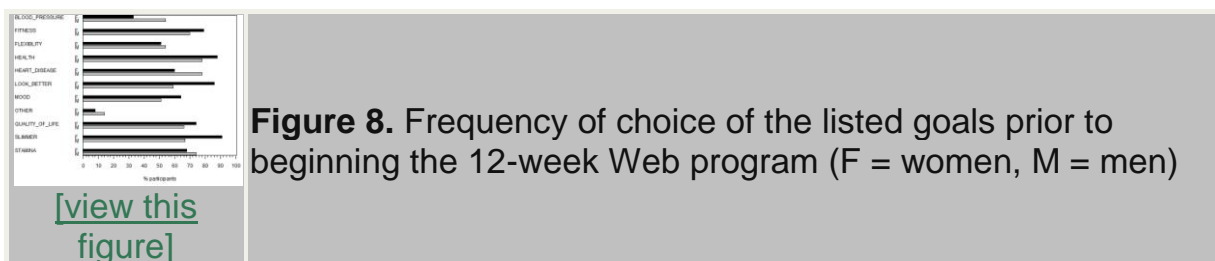 BLOOD_PRESSURE F M
FITNESS F M
FLEXIBLITY F M
HEALTH F M
HEART_DISEASE F M
LOOK_BETTER F M
MOOD F M
OTHER F M
QUALITY_OF_LIFE F M
SLIMMER F M
STAMINA F M
0 10 20 30 40 50 60 70 80 90 100
% participants
[view this
figure]
Figure 8. Frequency of choice of the listed goals prior to
beginning the 12-week Web program (F = women, M = men)